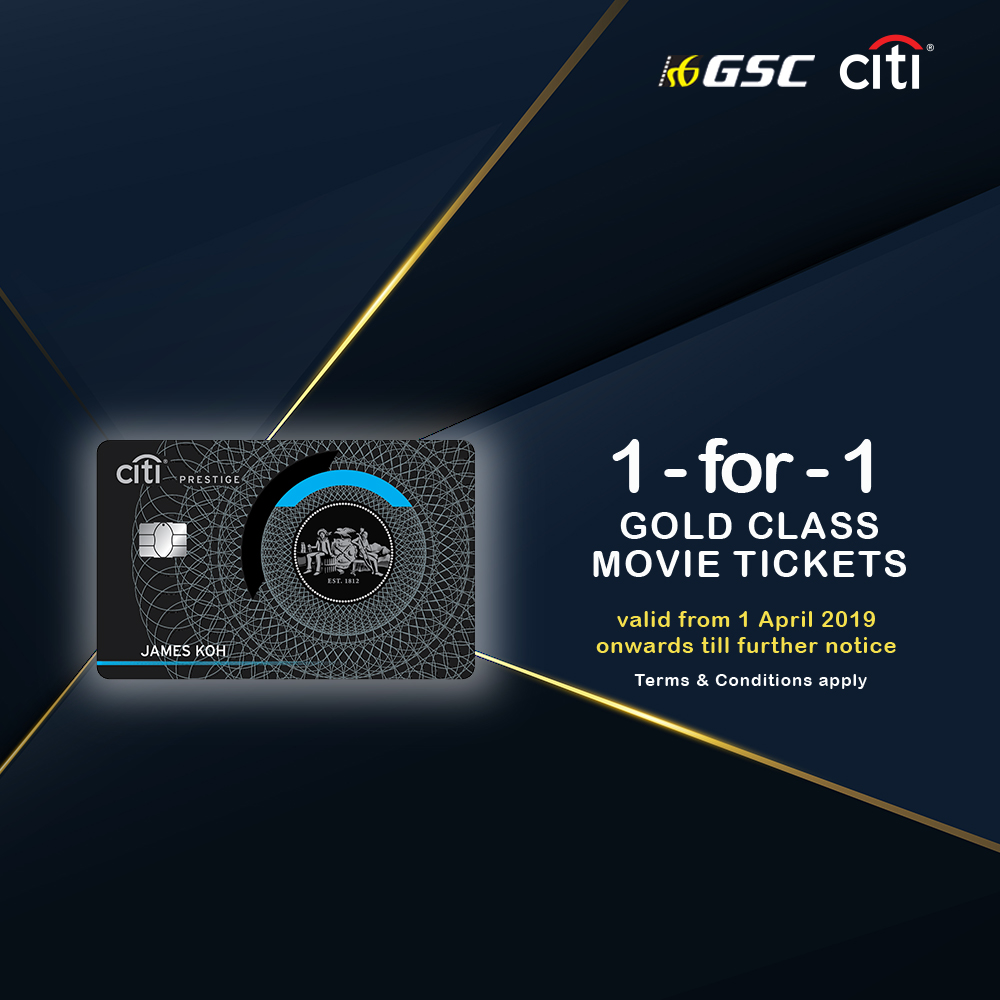 GSC citi®
citi® PRESTIGE
EST. 1812
JAMES KOH
1 - for - 1
GOLD CLASS
MOVIE TICKETS
valid from 1 April 2019
onwards till further notice
Terms & Conditions apply